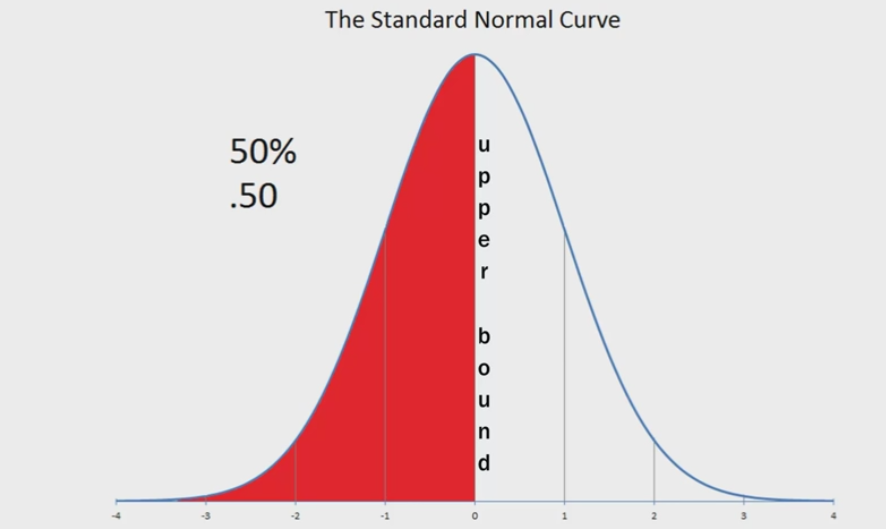 The Standard Normal Curve
50%
.50
upper bound
-4 -3 -2 -1 0 1 2 3 4